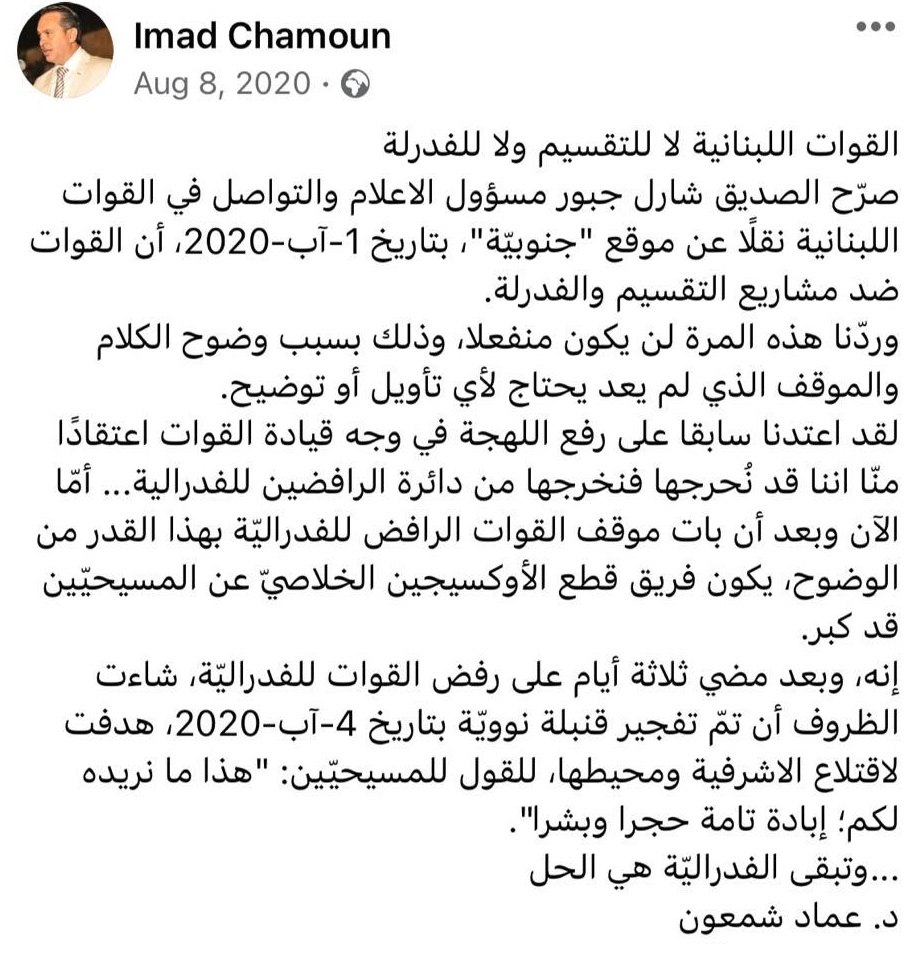 Imad Chamoun
Aug 8, 2020
القوات اللبنانية لا للتقسيم ولا للفدرلة
صرّح الصديق شارل جبور مسؤول الاعلام والتواصل في القوات
اللبنانية نقلًا عن موقع "جنوبيّة"، بتاريخ 1-آب-2020، أن القوات
ضد مشاريع التقسيم والفدرلة.
وردّنا هذه المرة لن يكون منفعلا، وذلك بسبب وضوح الكلام
والموقف الذي لم يعد يحتاج لأي تأويل أو توضيح.
لقد اعتدنا سابقا على رفع اللهجة في وجه قيادة القوات اعتقادًا
منّا اننا قد نُحرجها فنخرجها من دائرة الرافضين للفدرالية... أمّا
الآن وبعد أن بات موقف القوات الرافض للفدراليّة بهذا القدر من
الوضوح، يكون فريق قطع الأوكسيجين الخلاصيّ عن المسيحيّين
قد كبر.
إنه، وبعد مضي ثلاثة أيام على رفض القوات للفدراليّة، شاءت
الظروف أن تمّ تفجير قنبلة نوويّة بتاريخ 4-آب-2020، هدفت
لاقتلاع الاشرفية ومحيطها، للقول للمسيحيّين: "هذا ما نريده
لكم؛ إبادة تامة حجرا وبشرا".
...وتبقى الفدراليّة هي الحل
د. عماد شمعون